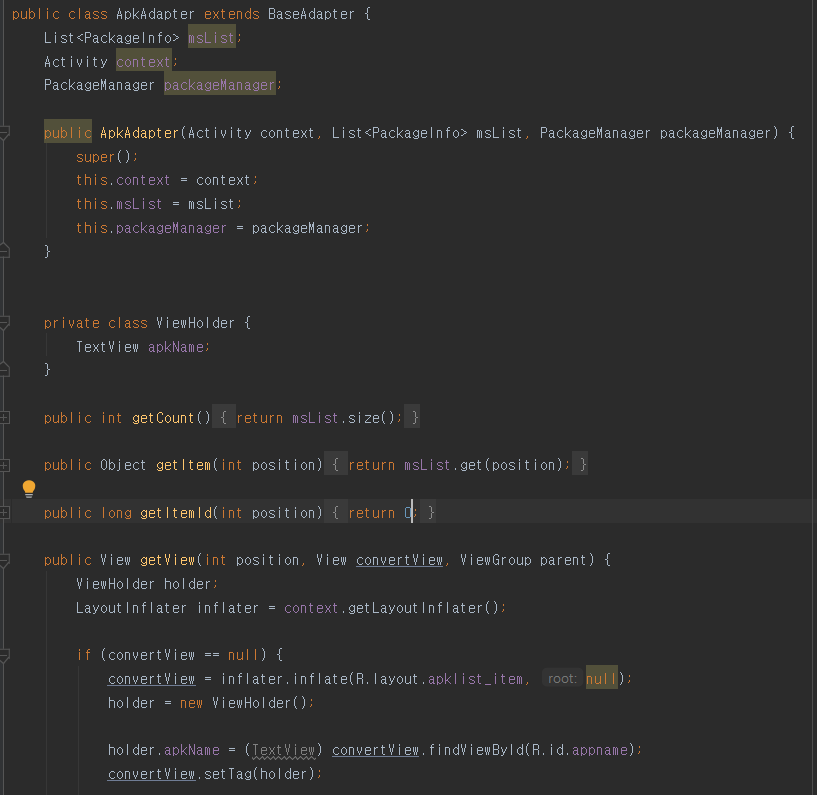 public class ApkAdapter extends BaseAdapter {
List<PackageInfo> msList;
Activity context;
PackageManager packageManager;
public ApkAdapter(Activity context, List<PackageInfo> msList, PackageManager packageManager) {
super();
this.context = context;
this.msList = msList;
this.packageManager = packageManager;
}
private class ViewHolder {
TextView apkName;
}
public int getCount() { return msList.size(); }
public Object getItem(int position) { return msList.get(position); }
public long getItemId(int position) { return 0; }
public View getView(int position, View convertView, ViewGroup parent) {
ViewHolder holder;
LayoutInflater inflater = context.getLayoutInflater();
if (convertView == null) {
convertView = inflater.inflate(R.layout.apklist_item, root: null);
holder = new ViewHolder();
holder.apkName = (TextView) convertView.findViewById(R.id.appname);
convertView.setTag(holder);